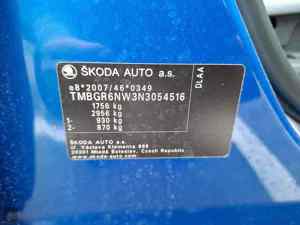 ŠKODA AUTO a.s.
e8*2007/46*0349
TMBGR6NW3N3054516
1756 kg
2956 kg
1- 930 kg
2- 870 kg
ŠKODA AUTO a.s.
tř. Václava Klementa 869
29301 Mladá Boleslav, Czech Republic
www.skoda-auto.com
DLAA